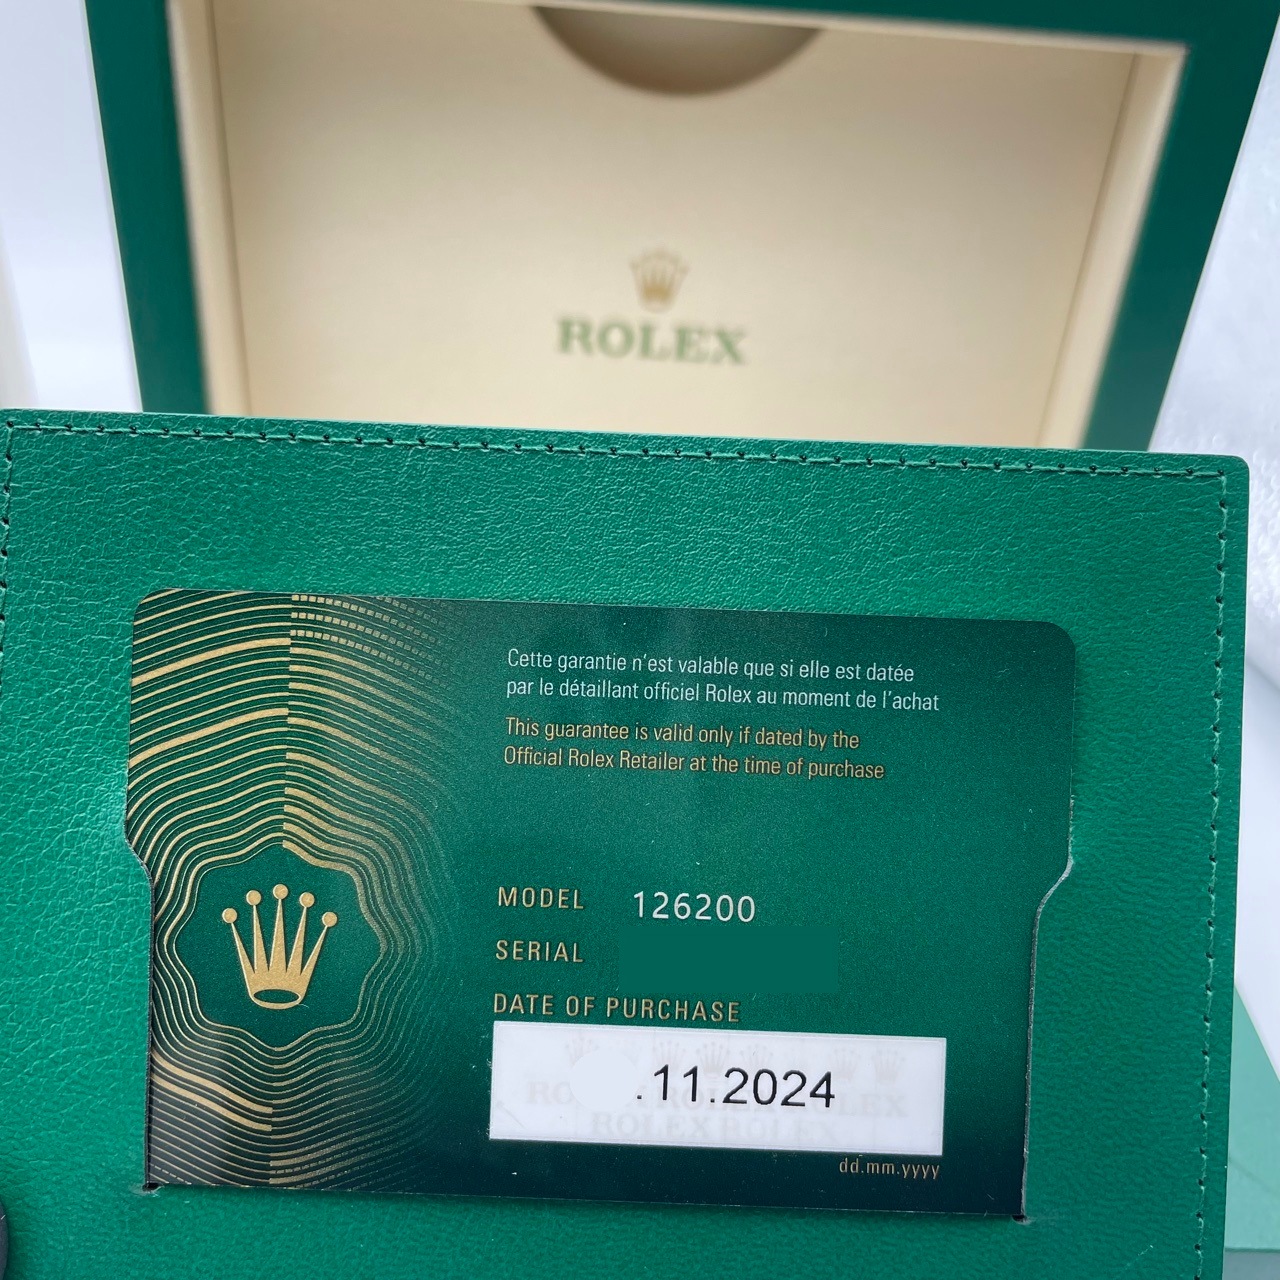 ROLEX
Cette garantie n'est valable que si elle est datée
par le détaillant officiel Rolex au moment de l'achat
This guarantee is valid only if dated by the
Official Rolex Retailer at the time of purchase
MODEL 126200
SERIAL
DATE OF PURCHASE
.11.2024
ROLEX ROLEX
dd.mm.yyyy